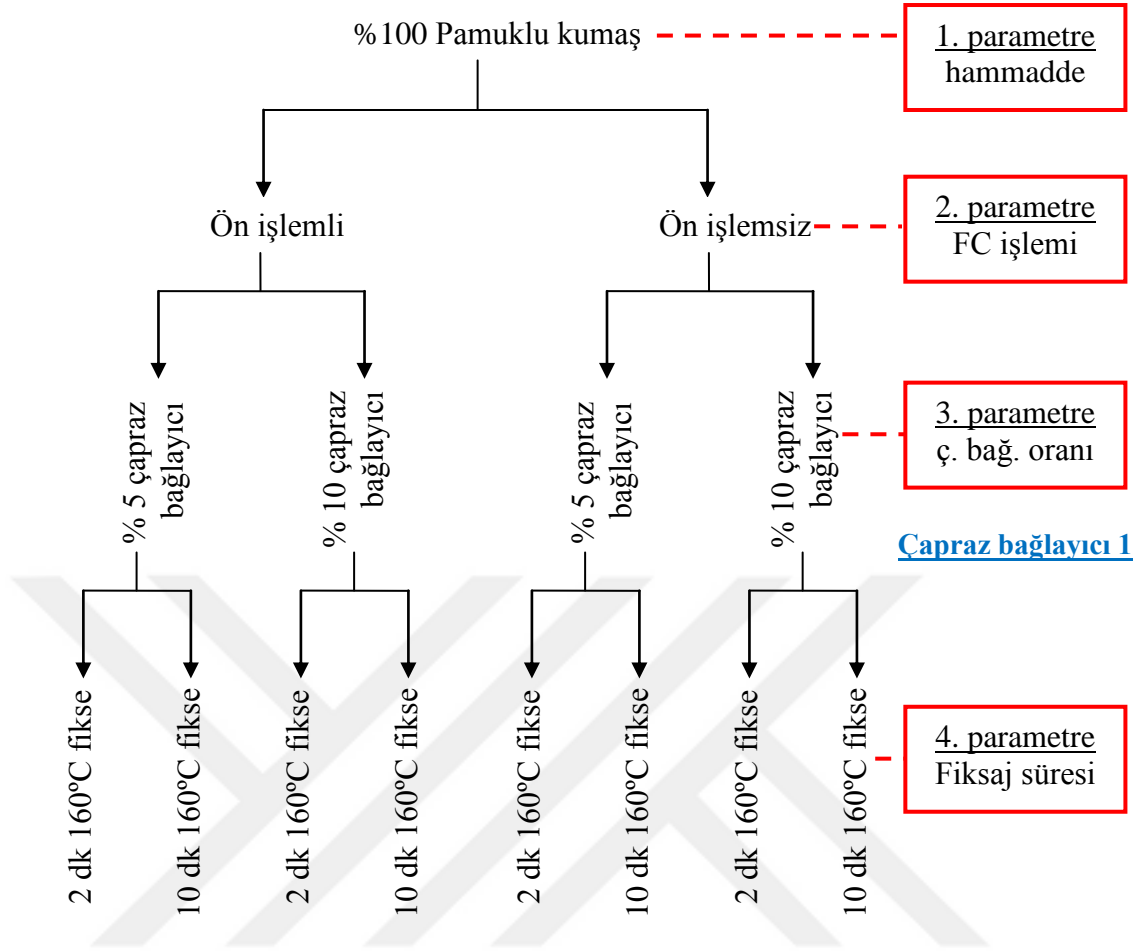 %100 Pamuklu kumaş
1. parametre
hammadde
Ön işlemli
Ön işlemsiz
2. parametre
FC işlemi
% 5 çapraz
bağlayıcı
% 10 çapraz
bağlayıcı
% 5 çapraz
bağlayıcı
% 10 çapraz
bağlayıcı
3. parametre
ç. bağ. oranı
Çapraz bağlayıcı 1
2 dk 160ºC fikse
10 dk 160ºC fikse
2 dk 160ºC fikse
10 dk 160ºC fikse
2 dk 160ºC fikse
10 dk 160ºC fikse
2 dk 160ºC fikse
10 dk 160ºC fikse
4. parametre
Fiksaj süresi